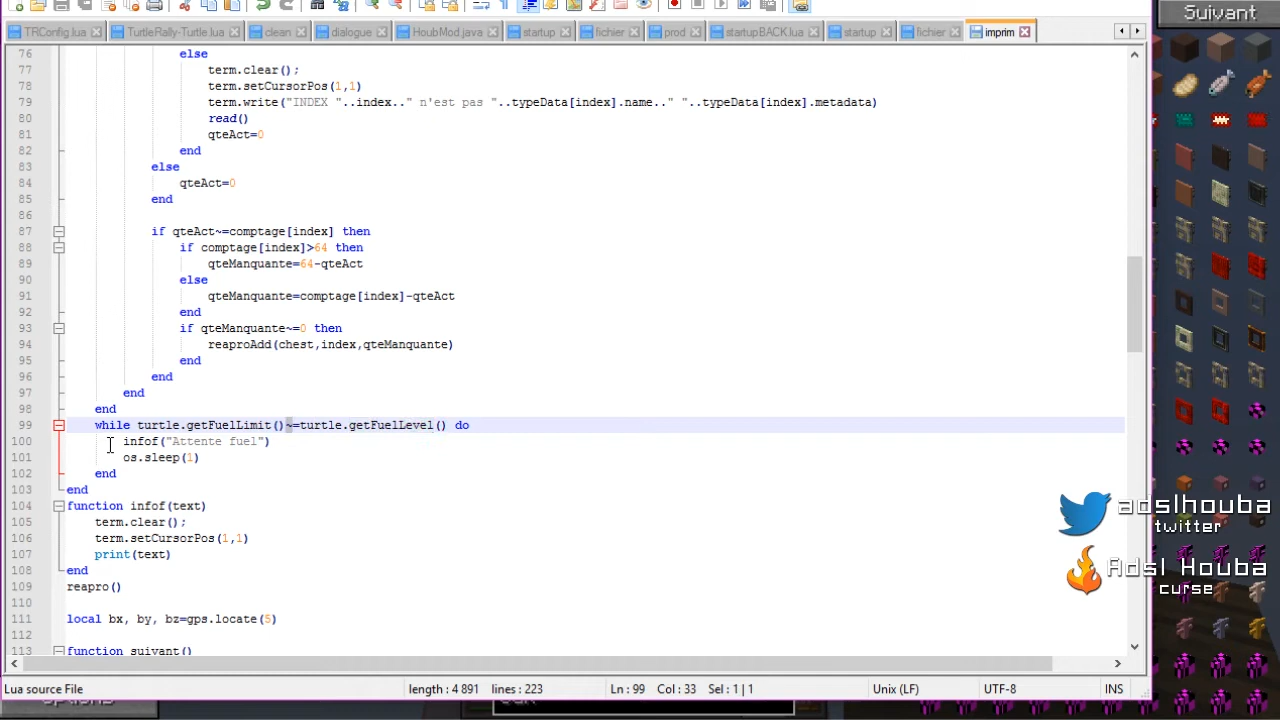 Suivant
TRConfig.lua TurtleRally-Turtle.lua clean dialogue HoubMod.java startup fichier prod startupBACK.lua startup fichier imprim
76 else
77 term.clear();
78 term.setCursorPos(1,1)
79 term.write("INDEX "..index.." n'est pas "..typeData[index].name.." "..typeData[index].metadata)
80 read()
81 qteAct=0
82 end
83 else
84 qteAct=0
85 end
86
87 if qteAct~=comptage[index] then
88 if comptage[index]>64 then
89 qteManquante=64-qteAct
90 else
91 qteManquante=comptage[index]-qteAct
92 end
93 if qteManquante~=0 then
94 reaproAdd(chest,index,qteManquante)
95 end
96 end
97 end
98 end
99 while turtle.getFuelLimit()~=turtle.getFuelLevel() do
100 infof("Attente fuel")
101 os.sleep(1)
102 end
103 end
104 function infof(text)
105 term.clear();
106 term.setCursorPos(1,1)
107 print(text)
108 end
109 reapro()
110
111 local bx, by, bz=gps.locate(5)
112
113 function suivant()
adslhouba
twitter
Adsl Houba
curse
Lua source File length : 4 891 lines : 223 Ln : 99 Col : 33 Sel : 1 | 1 Unix (LF) UTF-8 INS